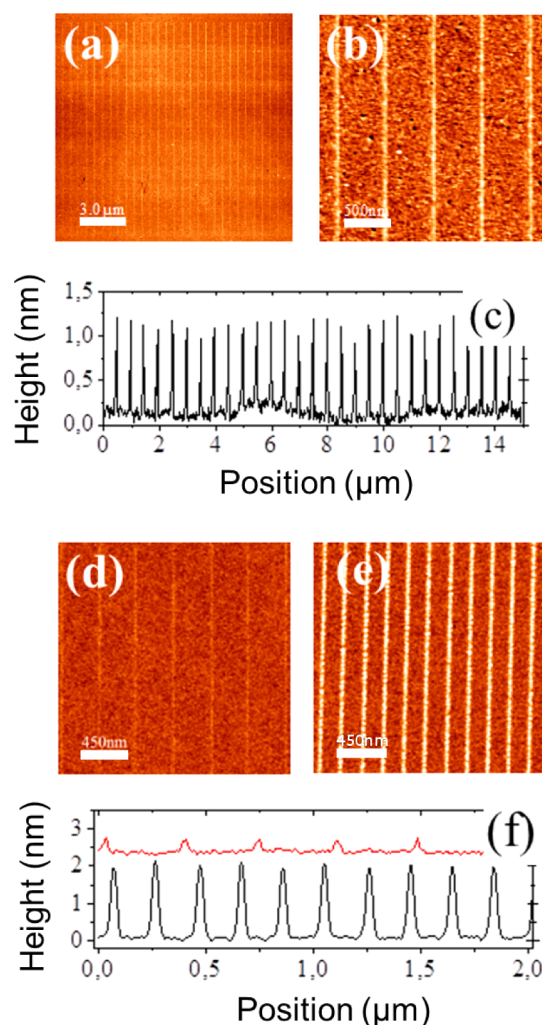 (a)
(b)
3.0 μm
500nm
Height (nm)
1,5
1,0
0,5
0,0
(c)
0 2 4 6 8 10 12 14
Position (μm)
(d)
(e)
450nm
450nm
Height (nm)
3
2
1
0
(f)
0,0 0,5 1,0 1,5 2,0
Position (μm)